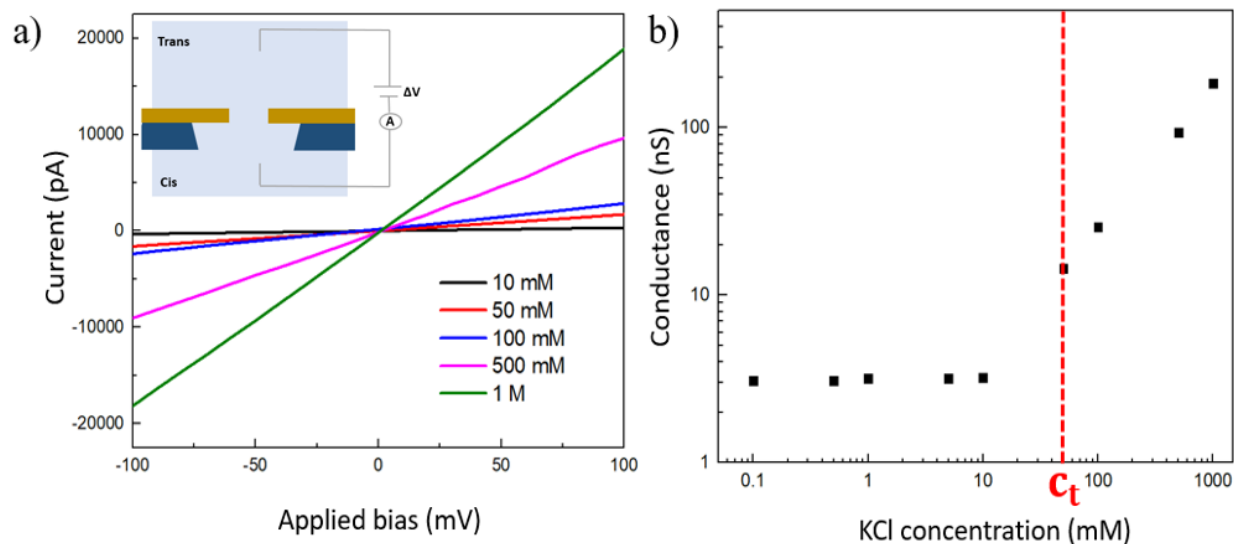 a)
20000
10000
0
-10000
-20000
Current (pA)
-100
-50
0
50
100
Applied bias (mV)
Trans
Cis
ΔV
A
10 mM
50 mM
100 mM
500 mM
1 M
b)
100
10
1
Conductance (nS)
0.1
1
10
100
1000
cₜ
KCl concentration (mM)